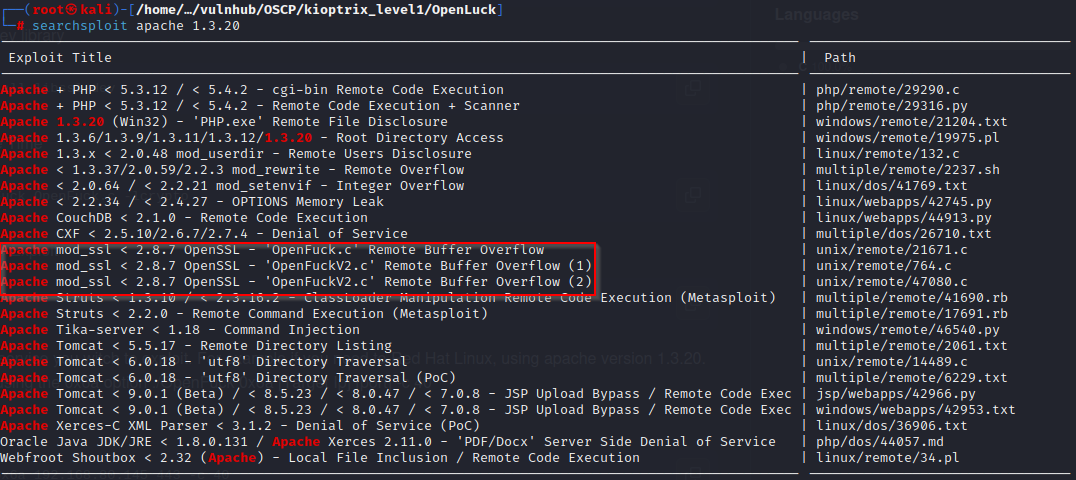 Languages
┌──(root㉿kali)-[/home/…/vulnhub/OSCP/kioptrix_level1/OpenLuck]
└─# searchsploit apache 1.3.20
Exploit Title | Path
Apache + PHP < 5.3.12 / < 5.4.2 - cgi-bin Remote Code Execution | php/remote/29290.c
Apache + PHP < 5.3.12 / < 5.4.2 - Remote Code Execution + Scanner | php/remote/29316.py
Apache 1.3.20 (Win32) - 'PHP.exe' Remote File Disclosure | windows/remote/21204.txt
Apache 1.3.6/1.3.9/1.3.11/1.3.12/1.3.20 - Root Directory Access | windows/remote/19975.pl
Apache 1.3.x < 2.0.48 mod_userdir - Remote Users Disclosure | linux/remote/132.c
Apache < 1.3.37/2.0.59/2.2.3 mod_rewrite - Remote Overflow | multiple/remote/2237.sh
Apache < 2.0.64 / < 2.2.21 mod_setenvif - Integer Overflow | linux/dos/41769.txt
Apache < 2.2.34 / < 2.4.27 - OPTIONS Memory Leak | linux/webapps/42745.py
Apache CouchDB < 2.1.0 - Remote Code Execution | linux/webapps/44913.py
Apache CXF < 2.5.10/2.6.7/2.7.4 - Denial of Service | multiple/dos/26710.txt
Apache mod_ssl < 2.8.7 OpenSSL - 'OpenFuck.c' Remote Buffer Overflow | unix/remote/21671.c
Apache mod_ssl < 2.8.7 OpenSSL - 'OpenFuckV2.c' Remote Buffer Overflow (1) | unix/remote/764.c
Apache mod_ssl < 2.8.7 OpenSSL - 'OpenFuckV2.c' Remote Buffer Overflow (2) | unix/remote/47080.c
Apache Struts < 1.3.10 / < 2.3.16.2 - ClassLoader Manipulation Remote Code Execution (Metasploit) | multiple/remote/41690.rb
Apache Struts < 2.2.0 - Remote Command Execution (Metasploit) | multiple/remote/17691.rb
Apache Tika-server < 1.18 - Command Injection | windows/remote/46540.py
Apache Tomcat < 5.5.17 - Remote Directory Listing | multiple/remote/2061.txt
Apache Tomcat < 6.0.18 - 'utf8' Directory Traversal | unix/remote/14489.c
Apache Tomcat < 6.0.18 - 'utf8' Directory Traversal (PoC) | multiple/remote/6229.txt
Apache Tomcat < 9.0.1 (Beta) / < 8.5.23 / < 8.0.47 / < 7.0.8 - JSP Upload Bypass / Remote Code Exec | jsp/webapps/42966.py
Apache Tomcat < 9.0.1 (Beta) / < 8.5.23 / < 8.0.47 / < 7.0.8 - JSP Upload Bypass / Remote Code Exec | windows/webapps/42953.txt
Apache Xerces-C XML Parser < 3.1.2 - Denial of Service (PoC) | linux/dos/36906.txt
Oracle Java JDK/JRE < 1.8.0.131 / Apache Xerces 2.11.0 - 'PDF/Docx' Server Side Denial of Service | php/dos/44057.md
Webfroot Shoutbox < 2.32 (Apache) - Local File Inclusion / Remote Code Execution | linux/remote/34.pl